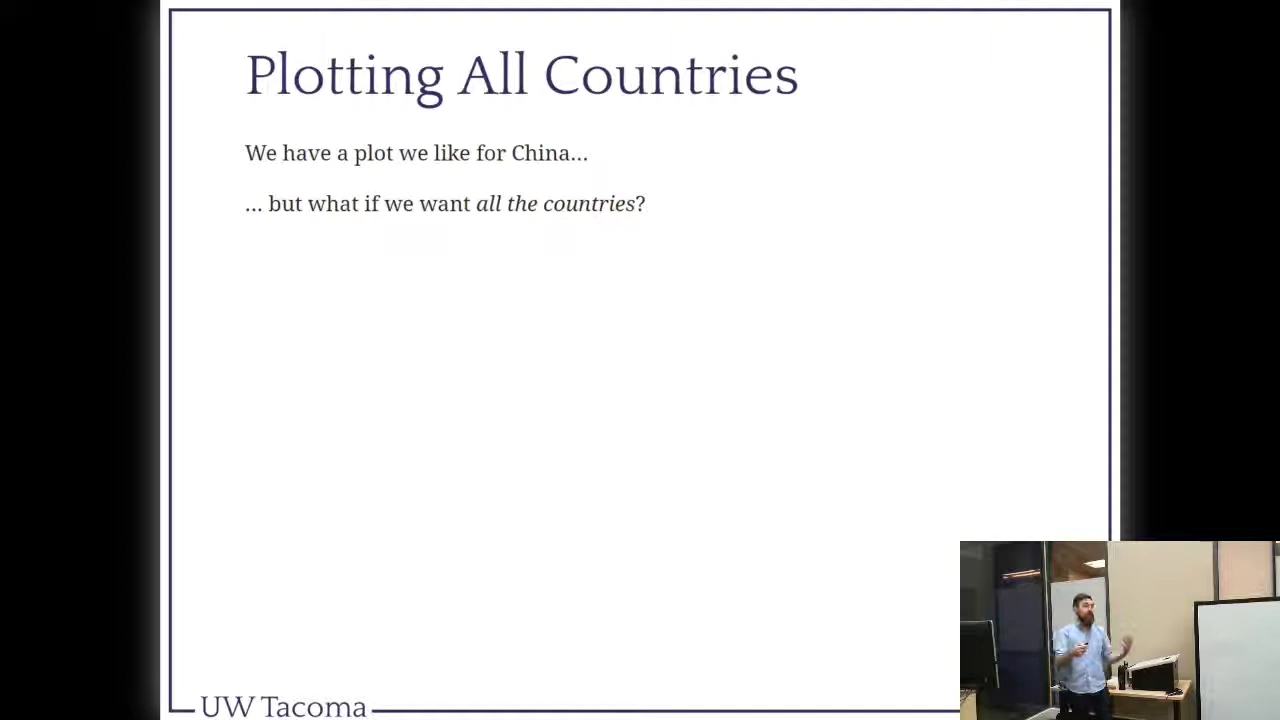 Plotting All Countries
We have a plot we like for China...
... but what if we want all the countries?
UW Tacoma